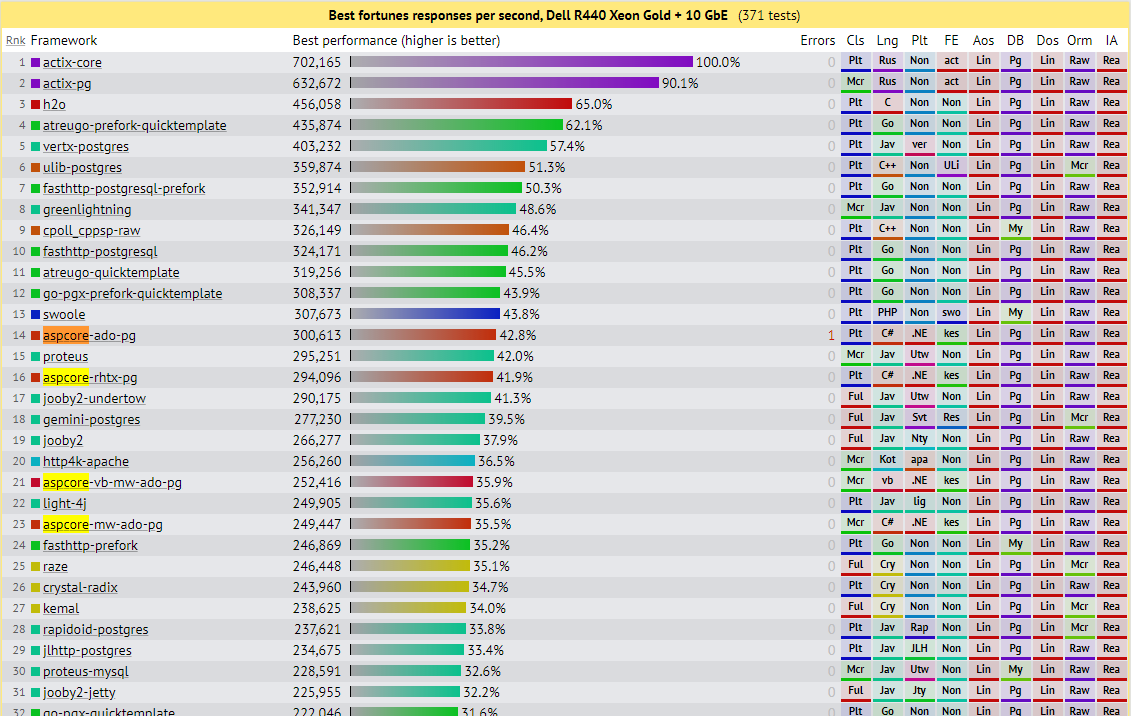 Best fortunes responses per second, Dell R440 Xeon Gold + 10 GbE (371 tests)
Rnk Framework Best performance (higher is better) Errors Cls Lng Plt FE Aos DB Dos Orm IA
1 actix-core 702,165 100.0% 0 Plt Rus Non act Lin Pg Lin Raw Rea
2 actix-pg 632,672 90.1% 0 Mcr Rus Non act Lin Pg Lin Raw Rea
3 h2o 456,058 65.0% 0 Plt C Non Non Lin Pg Lin Raw Rea
4 atreugo-prefork-quicktemplate 435,874 62.1% 0 Plt Go Non Non Lin Pg Lin Raw Rea
5 vertx-postgres 403,232 57.4% 0 Plt Jav ver Non Lin Pg Lin Raw Rea
6 ulib-postgres 359,874 51.3% 0 Plt C++ Non ULi Lin Pg Lin Mcr Rea
7 fasthttp-postgresql-prefork 352,914 50.3% 0 Plt Go Non Non Lin Pg Lin Raw Rea
8 greenlightning 341,347 48.6% 0 Mcr Jav Non Non Lin Pg Lin Raw Rea
9 cpoll_cppsp-raw 326,149 46.4% 0 Plt C++ Non Non Lin My Lin Raw Rea
10 fasthttp-postgresql 324,171 46.2% 0 Plt Go Non Non Lin Pg Lin Raw Rea
11 atreugo-quicktemplate 319,256 45.5% 0 Plt Go Non Non Lin Pg Lin Raw Rea
12 go-pgx-prefork-quicktemplate 308,337 43.9% 0 Plt Go Non Non Lin Pg Lin Raw Rea
13 swoole 307,673 43.8% 0 Plt PHP Non swo Lin My Lin Raw Rea
14 aspcore-ado-pg 300,613 42.8% 1 Plt C# .NE kes Lin Pg Lin Raw Rea
15 proteus 295,251 42.0% 0 Mcr Jav Utw Non Lin Pg Lin Raw Rea
16 aspcore-rhtx-pg 294,096 41.9% 0 Plt C# .NE kes Lin Pg Lin Raw Rea
17 jooby2-undertow 290,175 41.3% 0 Ful Jav Utw Non Lin Pg Lin Raw Rea
18 gemini-postgres 277,230 39.5% 0 Ful Jav Svt Res Lin Pg Lin Mcr Rea
19 jooby2 266,277 37.9% 0 Ful Jav Nty Non Lin Pg Lin Raw Rea
20 http4k-apache 256,260 36.5% 0 Mcr Kot apa Non Lin Pg Lin Raw Rea
21 aspcore-vb-mw-ado-pg 252,416 35.9% 0 Mcr vb .NE kes Lin Pg Lin Raw Rea
22 light-4j 249,905 35.6% 0 Plt Jav lig Non Lin Pg Lin Raw Rea
23 aspcore-mw-ado-pg 249,447 35.5% 0 Mcr C# .NE kes Lin Pg Lin Raw Rea
24 fasthttp-prefork 246,869 35.2% 0 Plt Go Non Non Lin My Lin Raw Rea
25 raze 246,448 35.1% 0 Ful Cry Non Non Lin Pg Lin Mcr Rea
26 crystal-radix 243,960 34.7% 0 Plt Cry Non Non Lin Pg Lin Raw Rea
27 kemal 238,625 34.0% 0 Ful Cry Non Non Lin Pg Lin Mcr Rea
28 rapidoid-postgres 237,621 33.8% 0 Plt Jav Rap Non Lin Pg Lin Mcr Rea
29 jlhttp-postgres 234,675 33.4% 0 Plt Jav JLH Non Lin Pg Lin Raw Rea
30 proteus-mysql 228,591 32.6% 0 Mcr Jav Utw Non Lin My Lin Raw Rea
31 jooby2-jetty 225,955 32.2% 0 Ful Jav Jty Non Lin Pg Lin Raw Rea
32 go-pgx-quicktemplate 222,046 31.6% 0 Plt Go Non Non Lin Pg Lin Raw Rea